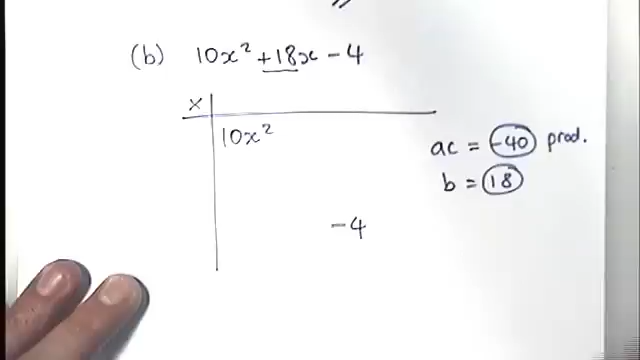 (b) 10x² +18x - 4
×
10x²
ac = -40 prod.
b = 18
-4